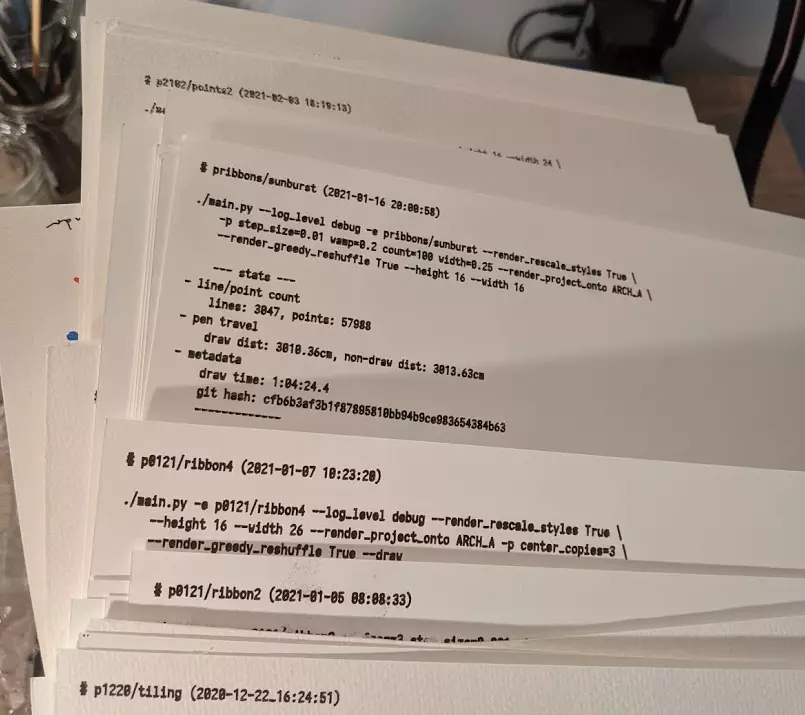 # p2102/points2 (2021-02-03 18:19:13)
--width 24 \
# pribbons/sunburst (2021-01-16 20:00:58)
./main.py --log_level debug -e pribbons/sunburst --render_rescale_styles True \
-p step_size=0.01 wamp=0.2 count=100 width=0.25 --render_project_onto ARCH_A \
--render_greedy_reshuffle True --height 16 --width 16
--- stats ---
- line/point count
lines: 3047, points: 57988
- pen travel
draw dist: 3010.36cm, non-draw dist: 3013.63cm
- metadata
draw time: 1:04:24.4
git hash: cfb6b3af3b1f87895810bb94b9ce983654384b63
-------------
# p0121/ribbon4 (2021-01-07 10:23:20)
./main.py -e p0121/ribbon4 --log_level debug --render_rescale_styles True \
--height 16 --width 26 --render_project_onto ARCH_A -p center_copies=3 \
--render_greedy_reshuffle True --draw
# p0121/ribbon2 (2021-01-05 08:08:33)
# p1220/tiling (2020-12-22_16:24:51)